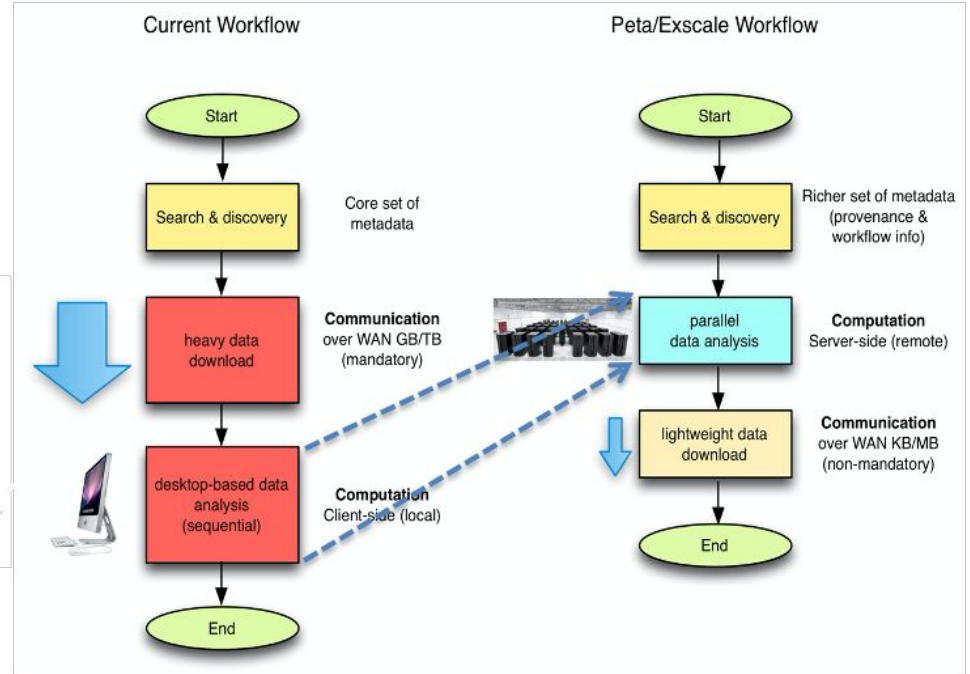 Current Workflow
Peta/Exscale Workflow
Start
Search & discovery
Core set of
metadata
heavy data
download
Communication
over WAN GB/TB
(mandatory)
desktop-based data
analysis
(sequential)
Computation
Client-side (local)
End
Start
Search & discovery
Richer set of metadata
(provenance &
workflow info)
parallel
data analysis
Computation
Server-side (remote)
lightweight data
download
Communication
over WAN KB/MB
(non-mandatory)
End